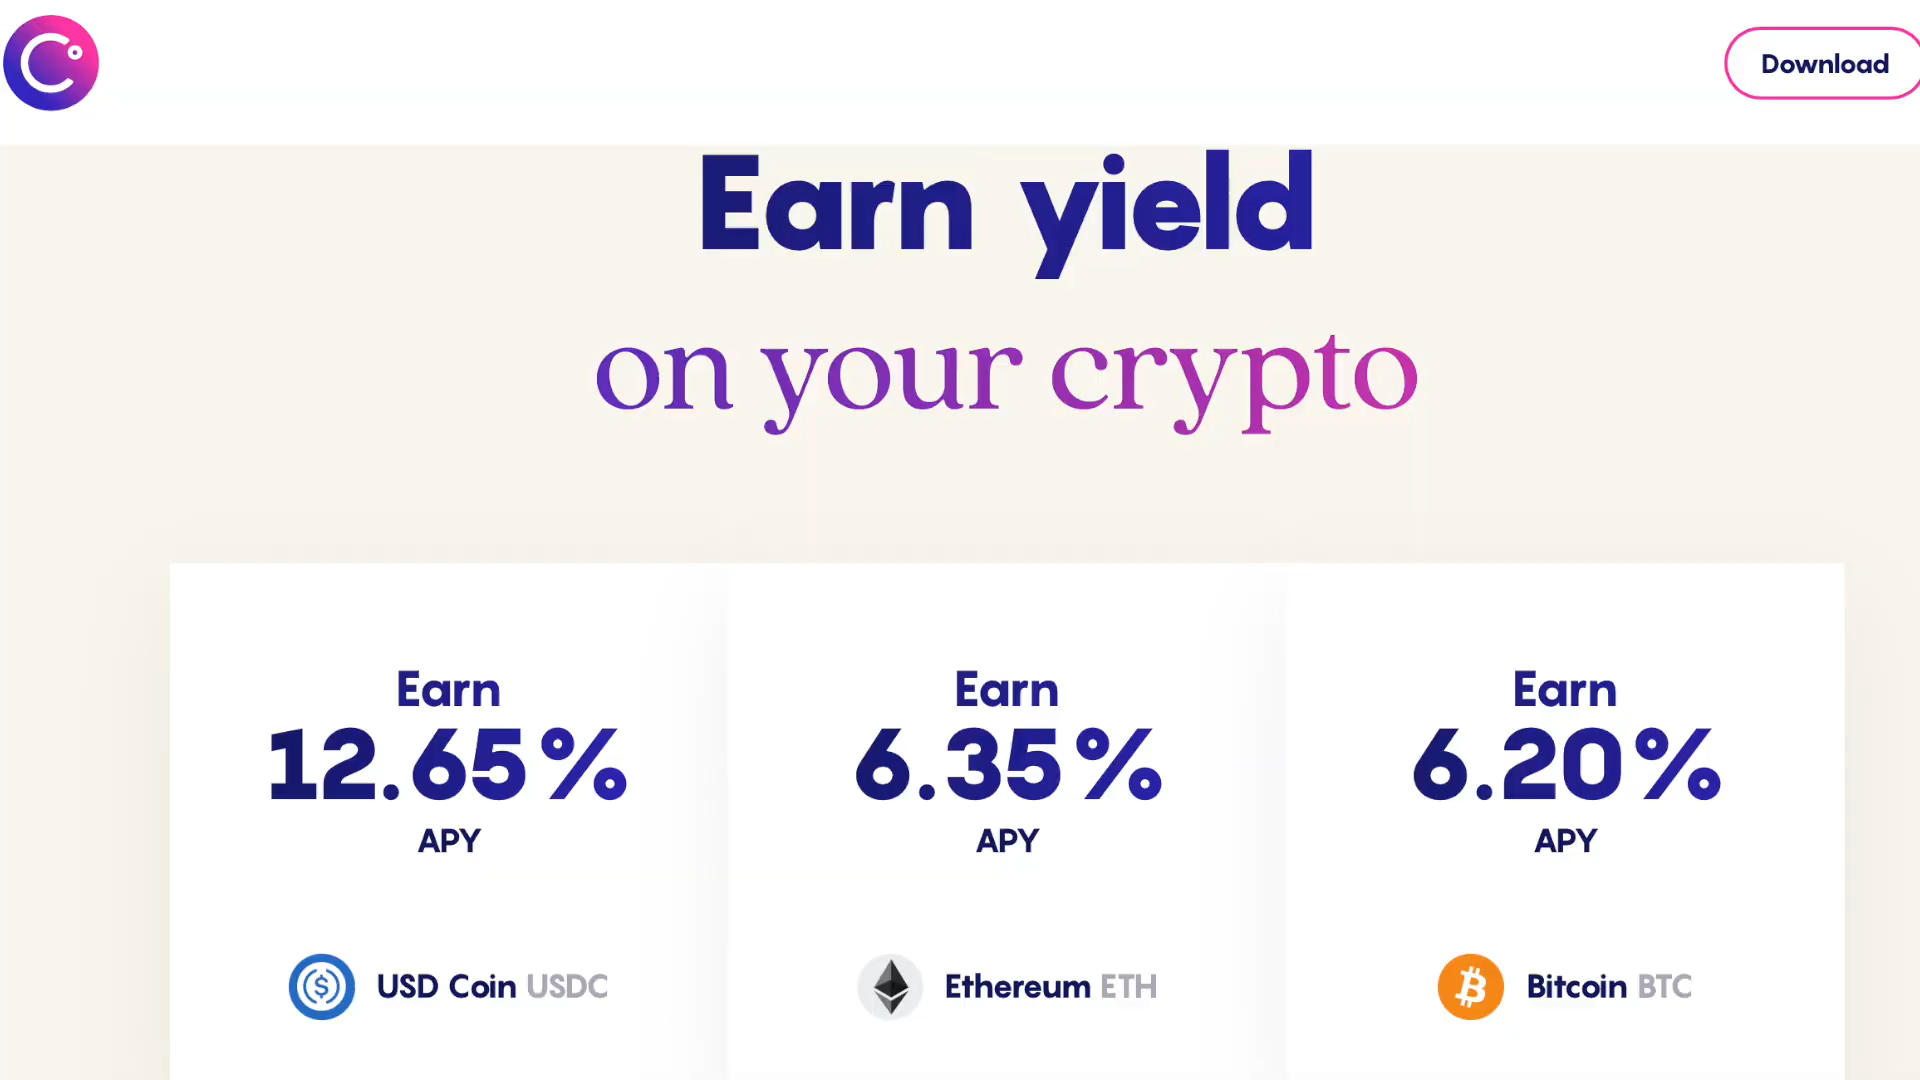 Download
Earn yield
on your crypto
Earn
12.65%
APY
USD Coin USDC
Earn
6.35%
APY
Ethereum ETH
Earn
6.20%
APY
Bitcoin BTC